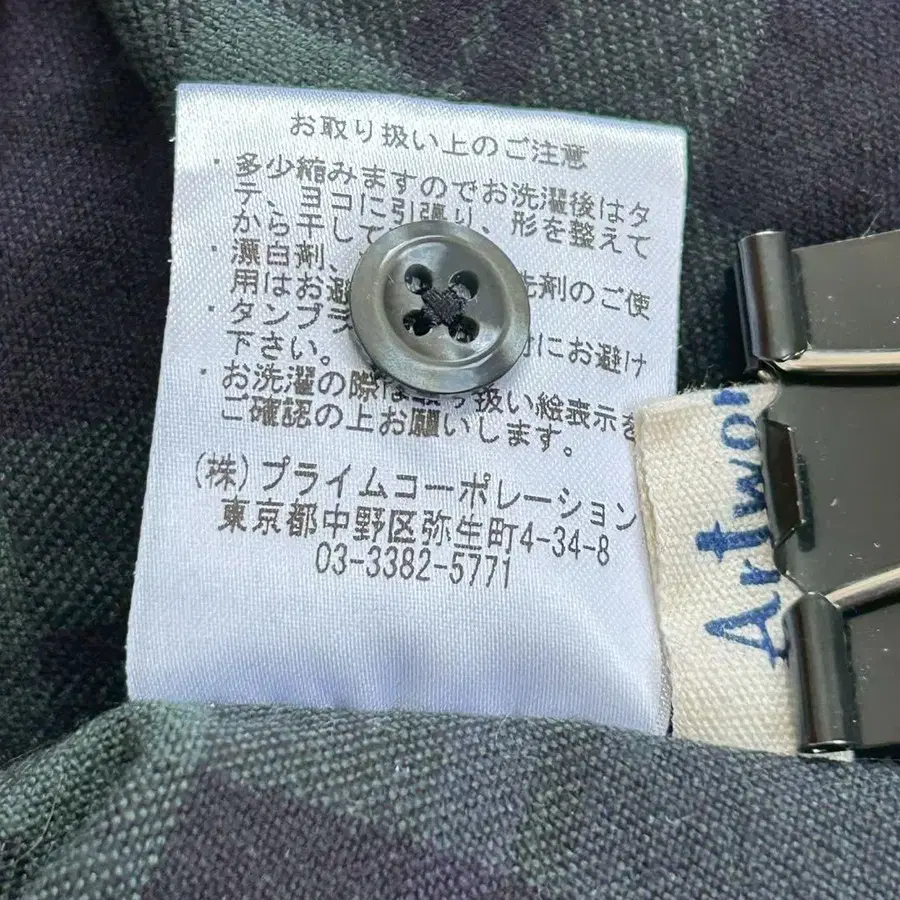 お取り扱い上のご注意
・多少縮みますのでお洗濯後はタ
テ、ヨコに引張り、形を整えて
から干して
・漂白剤、 洗剤のご使
用はお避
・タンブラ 付にお避け
下さい。
・お洗濯の際は取り扱い絵表示を
ご確認の上お願いします。
(株)プライムコーポレーション
東京都中野区弥生町4-34-8
03-3382-5771
Artwor